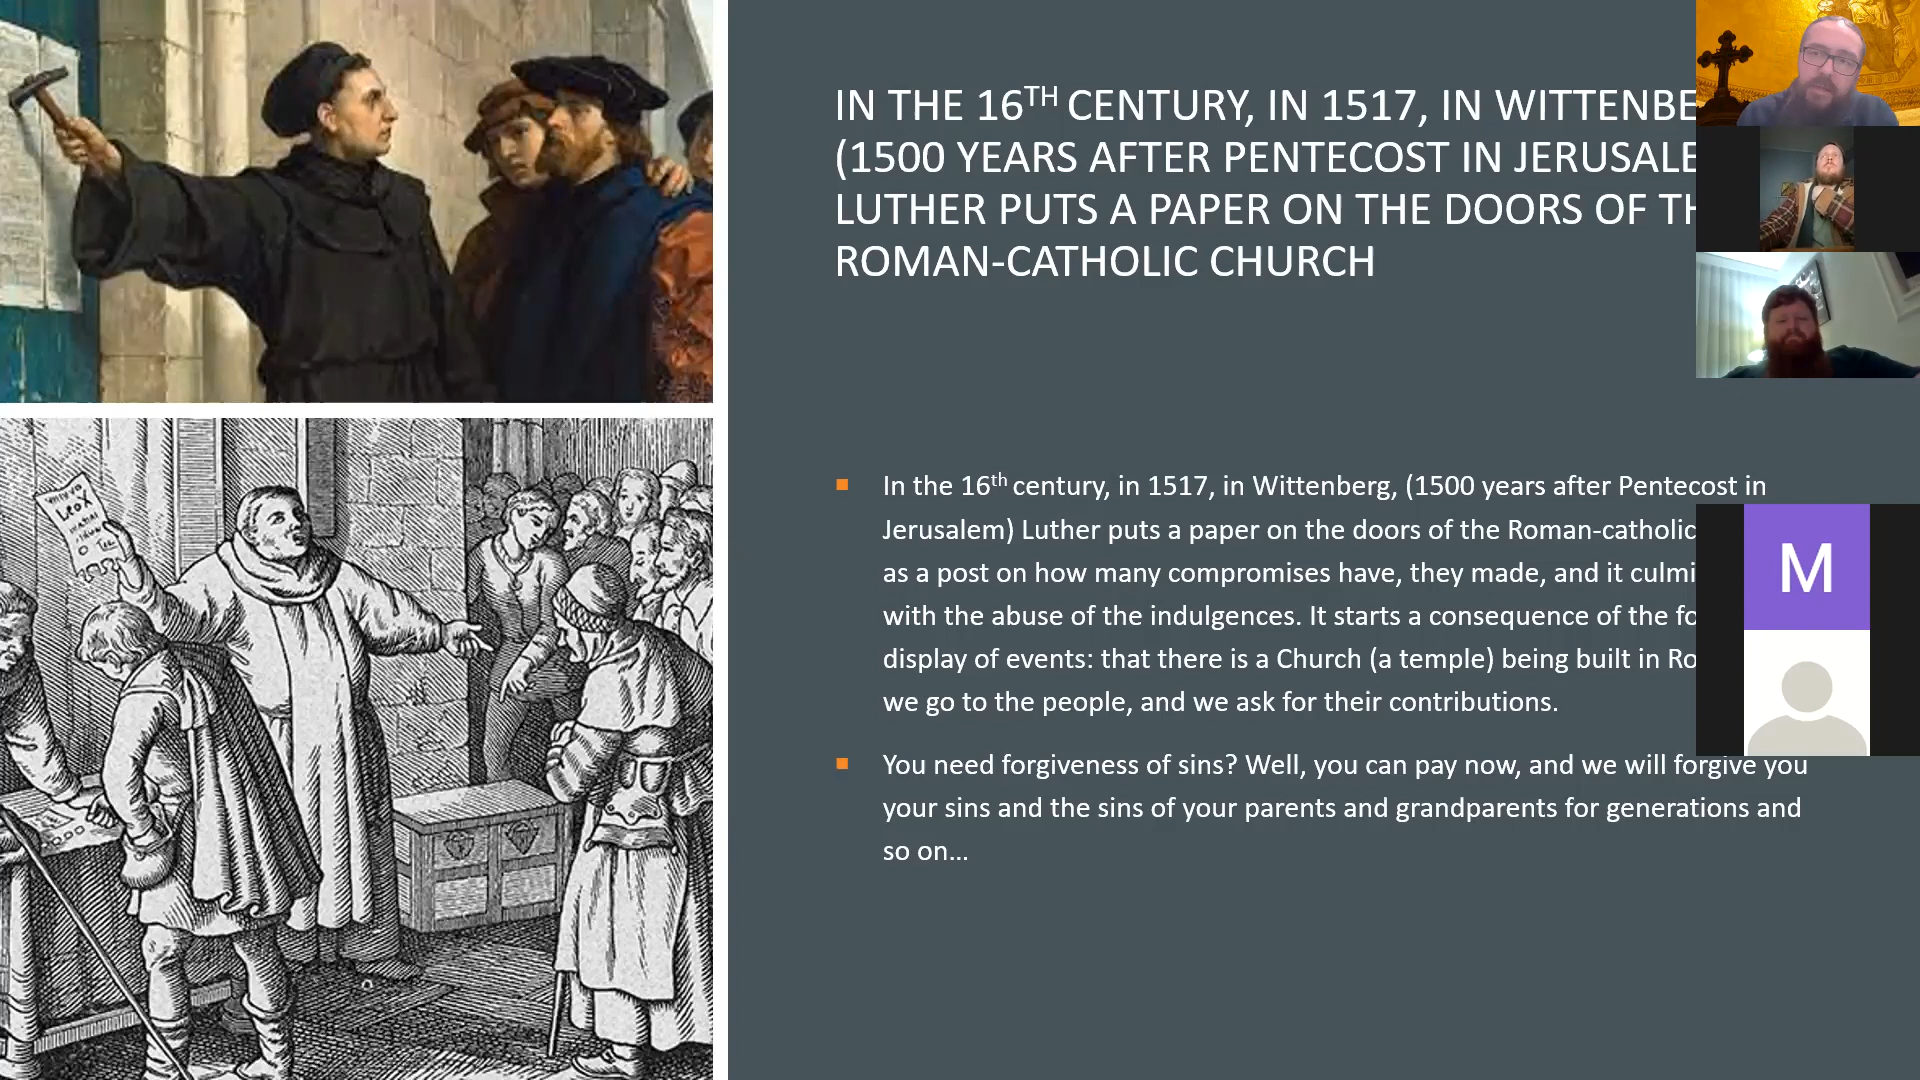 IN THE 16TH CENTURY, IN 1517, IN WITTENBE
(1500 YEARS AFTER PENTECOST IN JERUSALE
LUTHER PUTS A PAPER ON THE DOORS OF TH
ROMAN-CATHOLIC CHURCH
In the 16th century, in 1517, in Wittenberg, (1500 years after Pentecost in
Jerusalem) Luther puts a paper on the doors of the Roman-catholic
as a post on how many compromises have, they made, and it culmi
with the abuse of the indulgences. It starts a consequence of the fo
display of events: that there is a Church (a temple) being built in Ro
we go to the people, and we ask for their contributions.
You need forgiveness of sins? Well, you can pay now, and we will forgive you
your sins and the sins of your parents and grandparents for generations and
so on…
M
LEO X